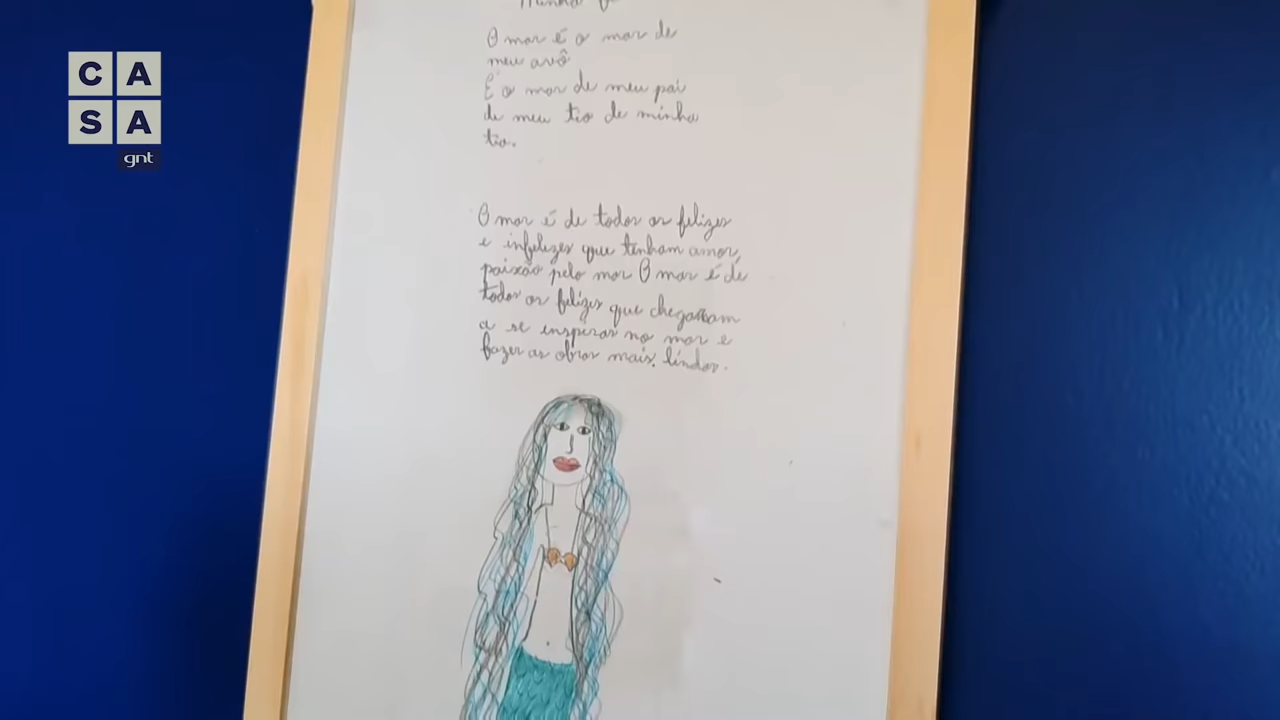 CASA
gnt
Minha
O mar é o mar de
meu avô
É o mar de meu pai
de meu tio de minha
tia.
O mar é de todos os felizes
e infelizes que tenham amor,
paixão pelo mar O mar é de
todos os felizes que chegaram
a se inspirar no mar e
fazer as obras mais. lindas.